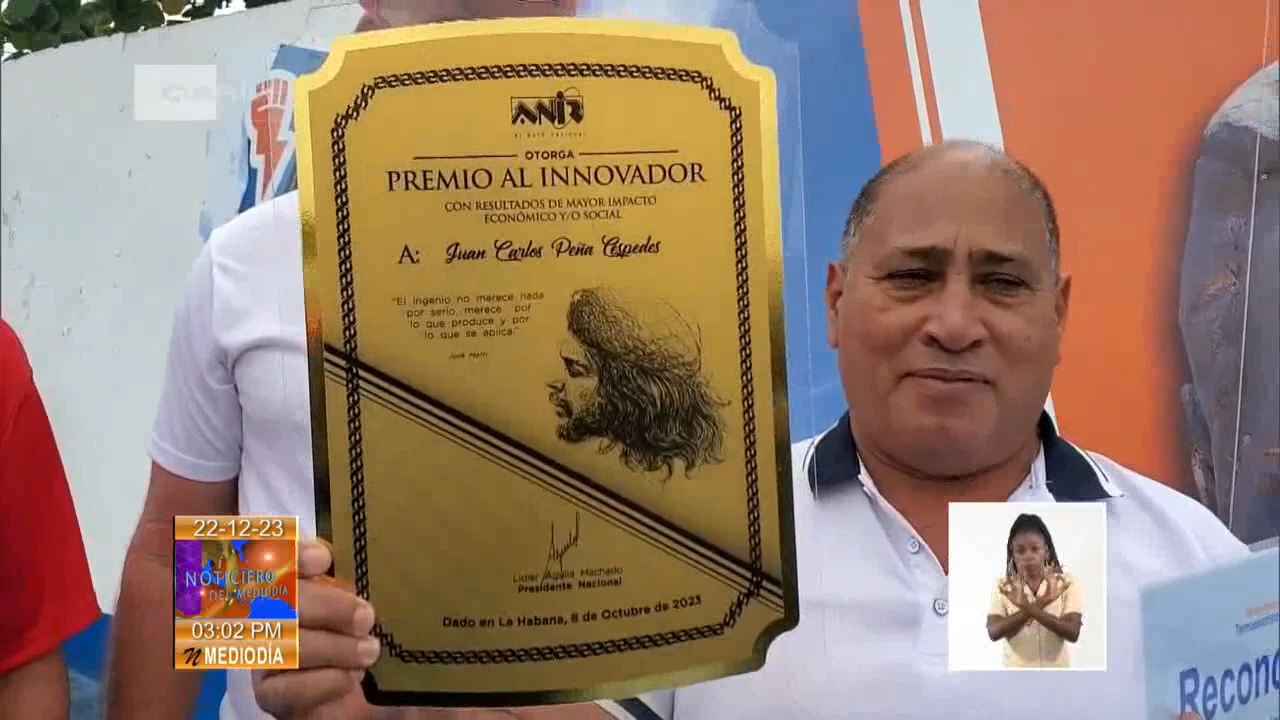 ANIR
OTORGA
PREMIO AL INNOVADOR
CON RESULTADOS DE MAYOR IMPACTO
ECONÓMICO Y/O SOCIAL
A: Juan Carlos Peña Céspedes
"El ingenio no merece nada
por serlo, merece por
lo que produce y por
lo que se aplica."
José Martí
Lidier Aguila Machado
Presidente Nacional
Dado en La Habana, 8 de Octubre de 2023
22-12-23
NOTICIERO
DEL MEDIODÍA
03:02 PM
N MEDIODÍA
Recono